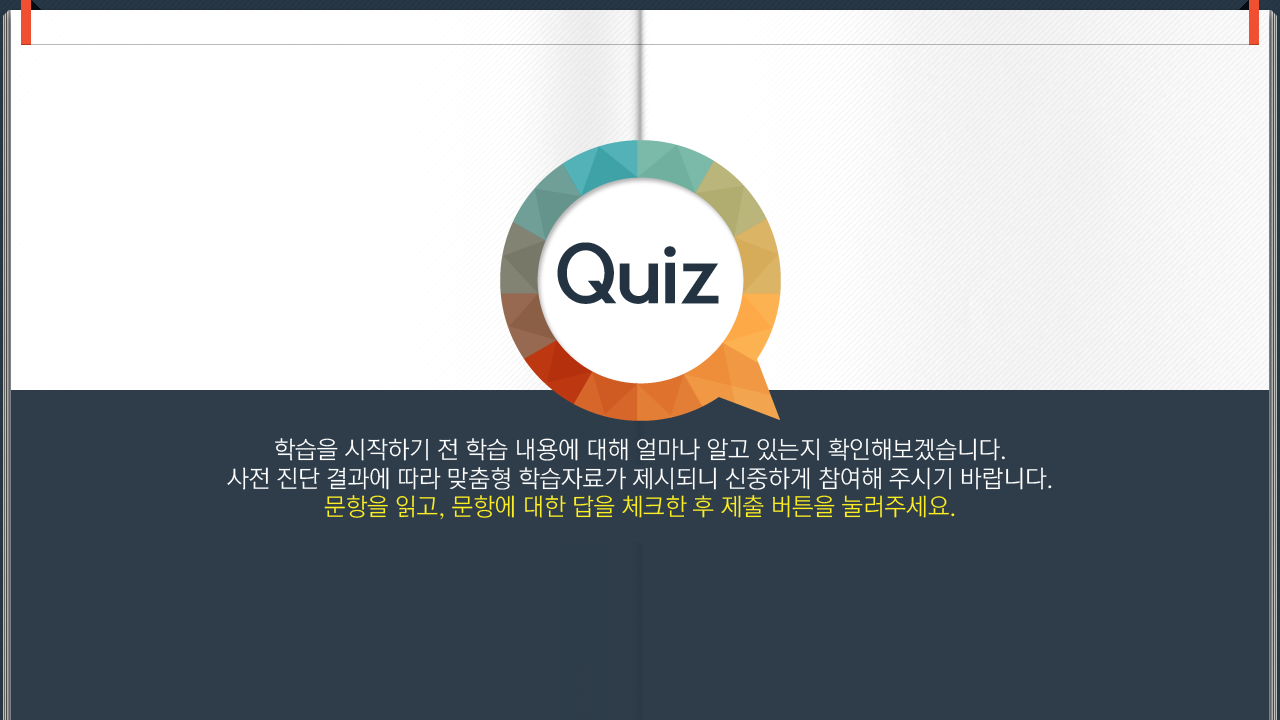 Quiz
학습을 시작하기 전 학습 내용에 대해 얼마나 알고 있는지 확인해보겠습니다.
사전 진단 결과에 따라 맞춤형 학습자료가 제시되니 신중하게 참여해 주시기 바랍니다.
문항을 읽고, 문항에 대한 답을 체크한 후 제출 버튼을 눌러주세요.